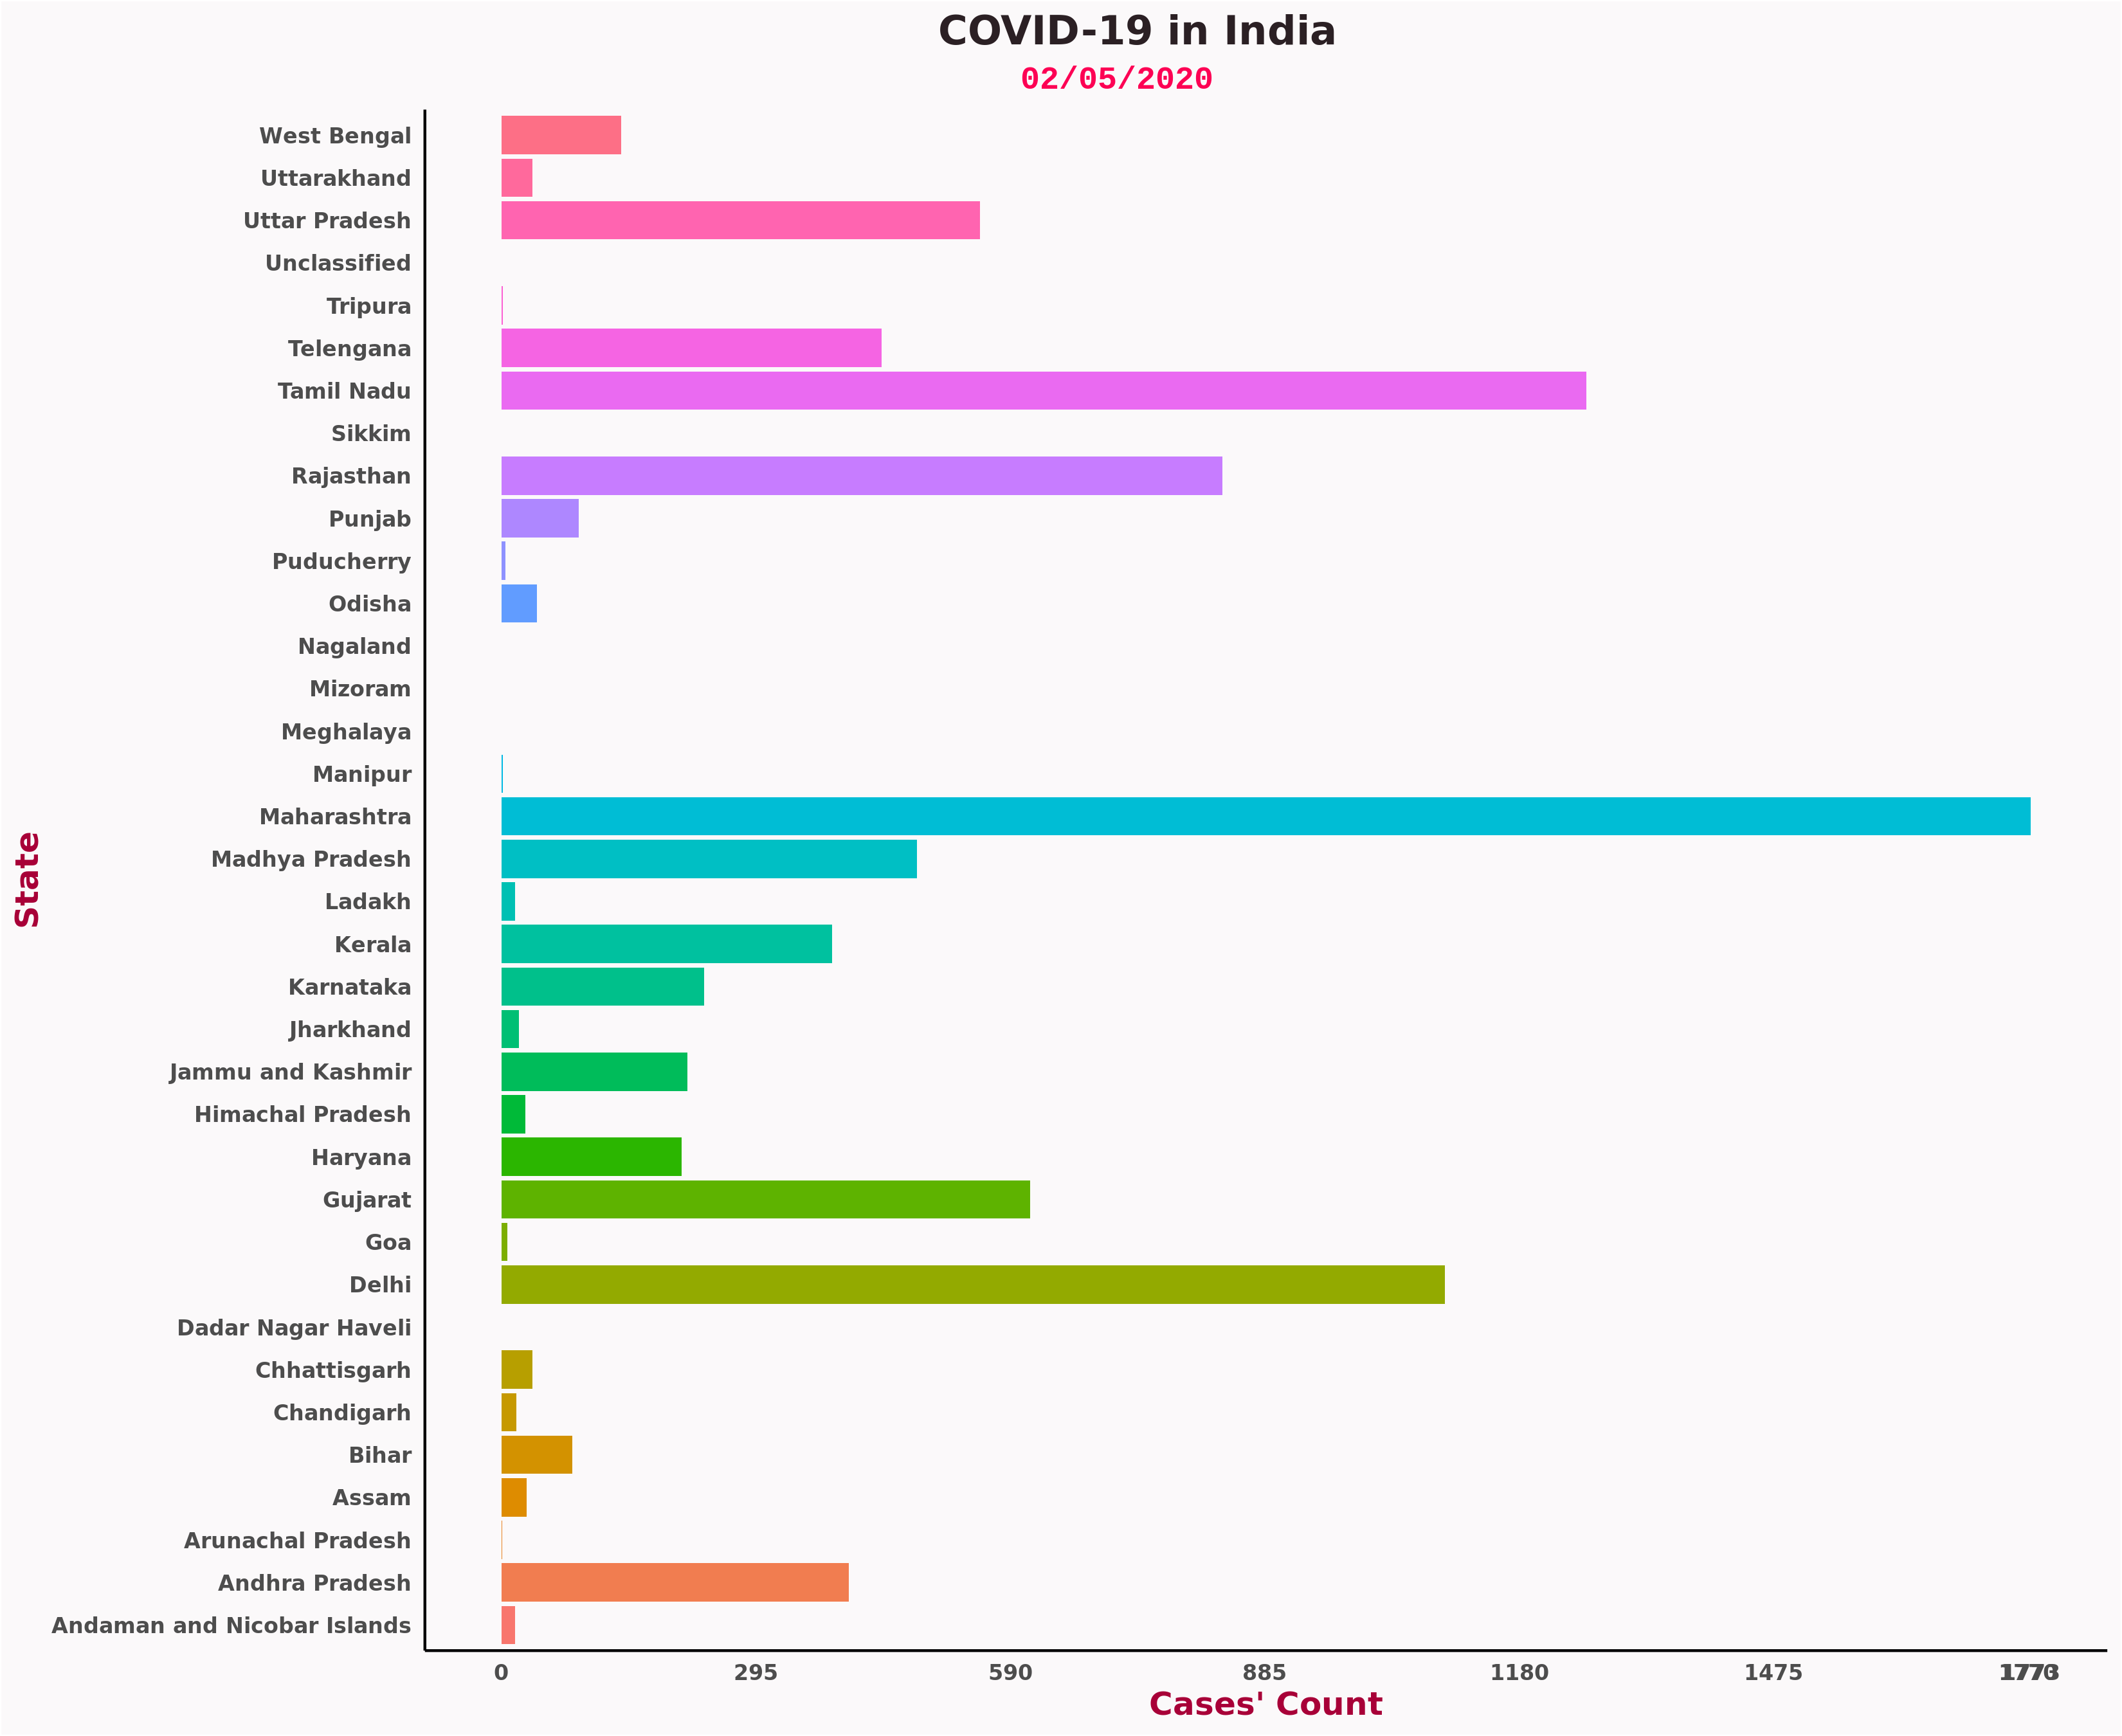 COVID-19 in India
02/05/2020
West Bengal
Uttarakhand
Uttar Pradesh
Unclassified
Tripura
Telengana
Tamil Nadu
Sikkim
Rajasthan
Punjab
Puducherry
Odisha
Nagaland
Mizoram
Meghalaya
Manipur
Maharashtra
Madhya Pradesh
Ladakh
Kerala
Karnataka
Jharkhand
Jammu and Kashmir
Himachal Pradesh
Haryana
Gujarat
Goa
Delhi
Dadar Nagar Haveli
Chhattisgarh
Chandigarh
Bihar
Assam
Arunachal Pradesh
Andhra Pradesh
Andaman and Nicobar Islands
State
0 295 590 885 1180 1475
Cases' Count